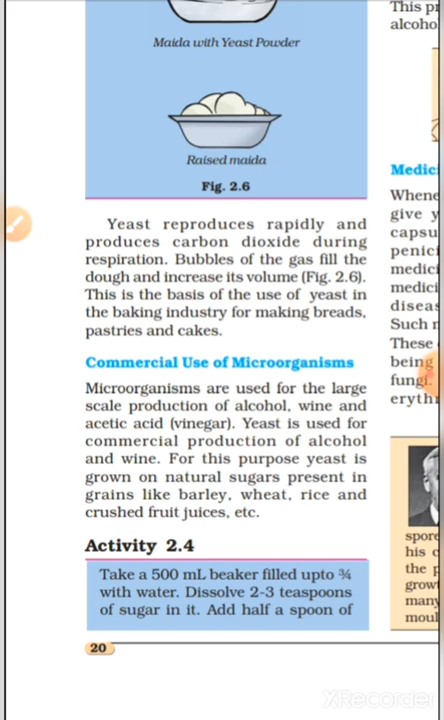 Maida with Yeast Powder
Raised maida
Fig. 2.6
Yeast reproduces rapidly and
produces carbon dioxide during
respiration. Bubbles of the gas fill the
dough and increase its volume (Fig. 2.6).
This is the basis of the use of yeast in
the baking industry for making breads,
pastries and cakes.
Commercial Use of Microorganisms
Microorganisms are used for the large
scale production of alcohol, wine and
acetic acid (vinegar). Yeast is used for
commercial production of alcohol
and wine. For this purpose yeast is
grown on natural sugars present in
grains like barley, wheat, rice and
crushed fruit juices, etc.
Activity 2.4
Take a 500 mL beaker filled upto ¾
with water. Dissolve 2-3 teaspoons
of sugar in it. Add half a spoon of
20
This
alcoho
Medic
Whene
give
capsu
penic
medici
medici
diseas
Such
These
being
fungi.
eryth
spore
his
the
grow
many
moul
XRecorder